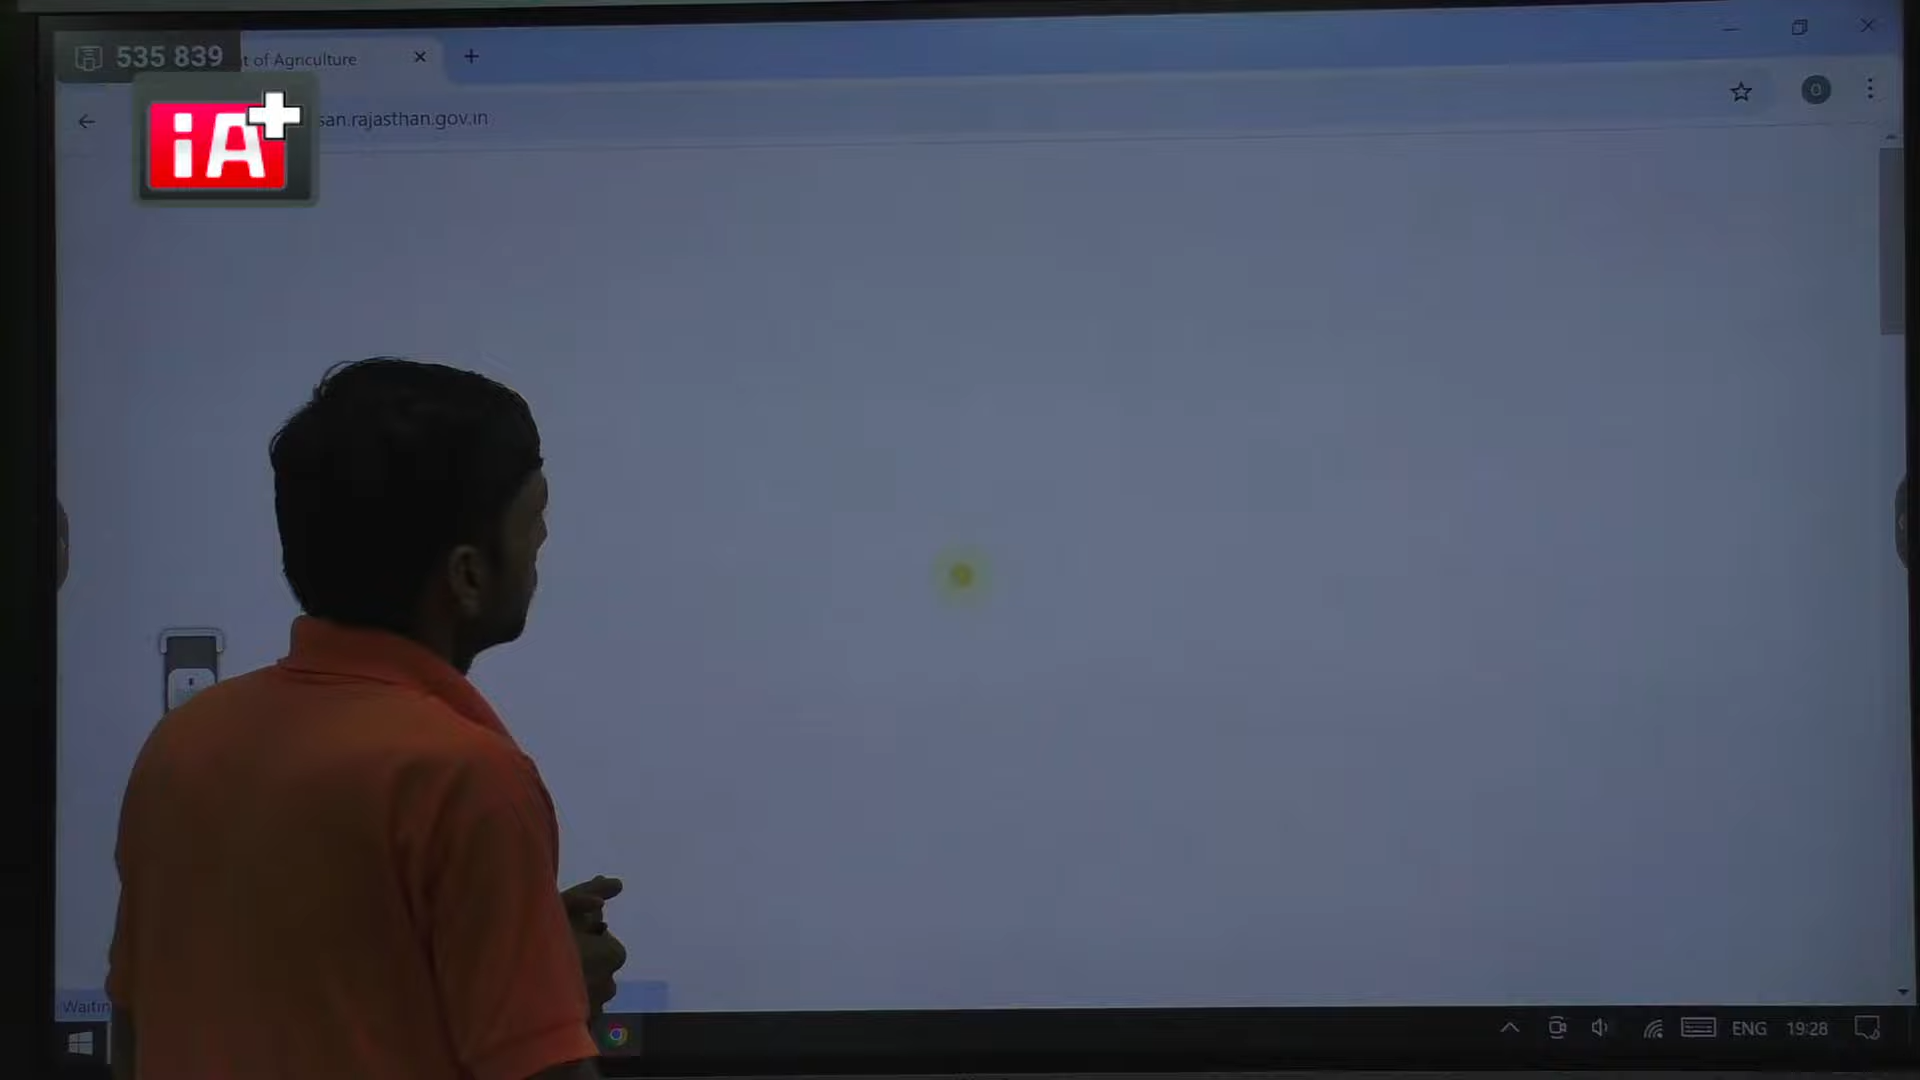 535 839
t of Agriculture
iA+
san.rajasthan.gov.in
Waitin
ENG 19:28